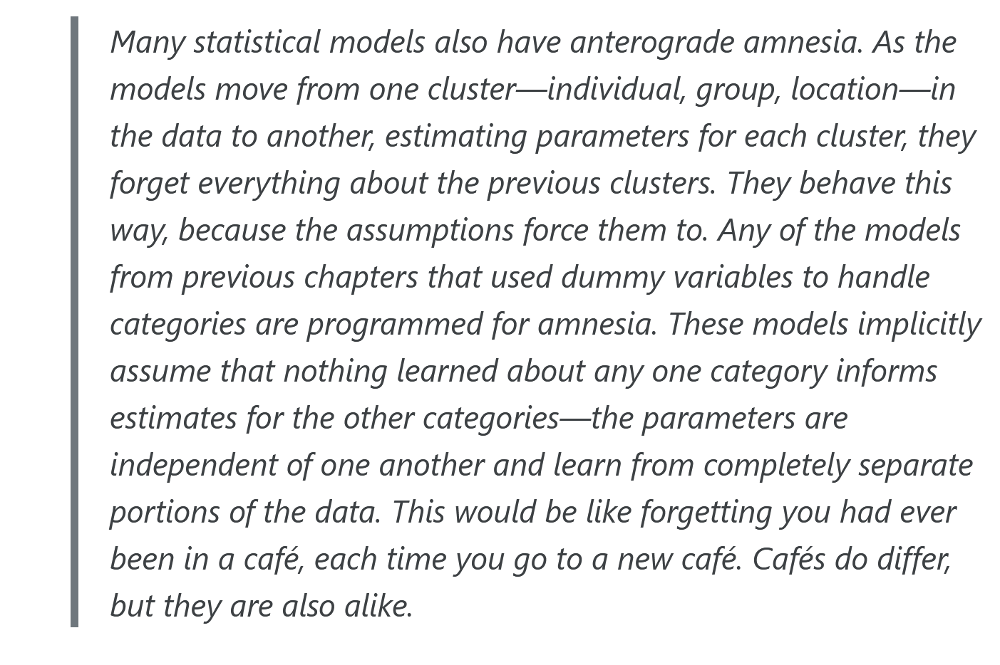 Many statistical models also have anterograde amnesia. As the
models move from one cluster—individual, group, location—in
the data to another, estimating parameters for each cluster, they
forget everything about the previous clusters. They behave this
way, because the assumptions force them to. Any of the models
from previous chapters that used dummy variables to handle
categories are programmed for amnesia. These models implicitly
assume that nothing learned about any one category informs
estimates for the other categories—the parameters are
independent of one another and learn from completely separate
portions of the data. This would be like forgetting you had ever
been in a café, each time you go to a new café. Cafés do differ,
but they are also alike.